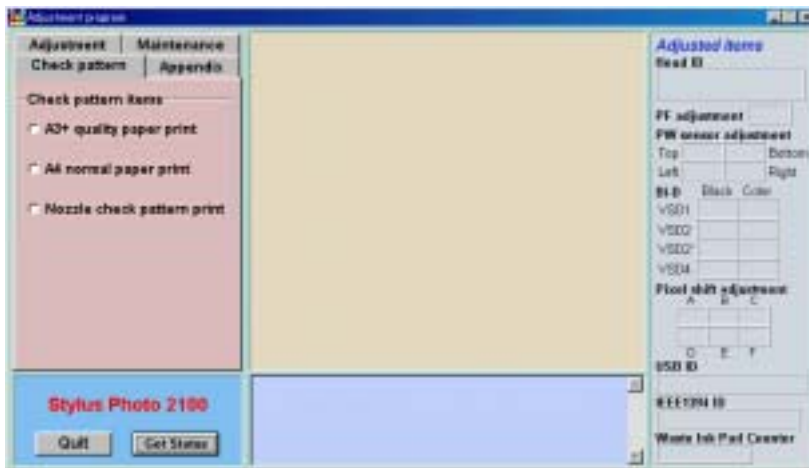 Adjustment program
Adjustment Maintenance
Check pattern Appendix
Check pattern items
A3+ quality paper print
A4 normal paper print
Nozzle check pattern print
Stylus Photo 2100
Quit Get Status
Adjusted items
Head ID
PF adjustment
PW sensor adjustment
Top Bottom
Left Right
Bi-D Black Color
VSD1
VSD2
VSD2'
VSD4
Pixel shift adjustment
A B C
D E F
USB ID
IEEE1394 ID
Waste Ink Pad Counter